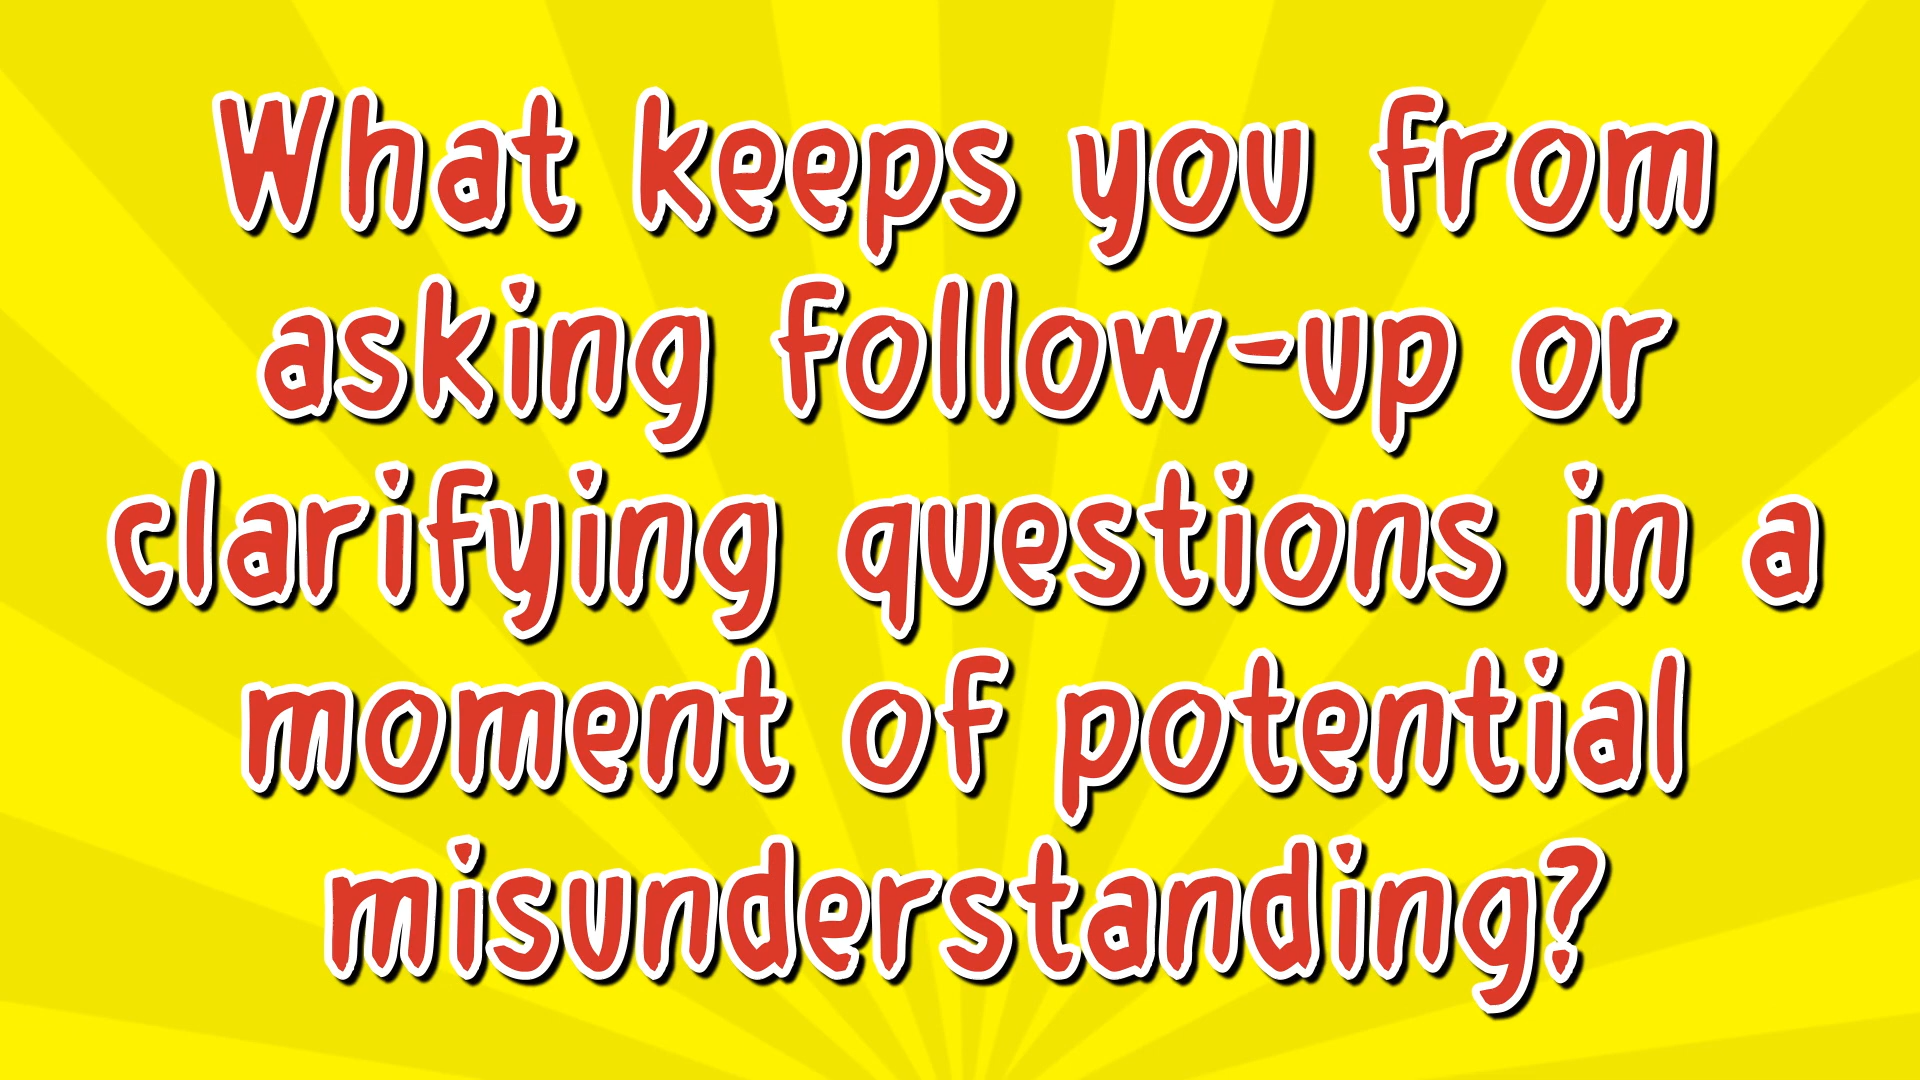 What keeps you from
asking follow-up or
clarifying questions in a
moment of potential
misunderstanding?